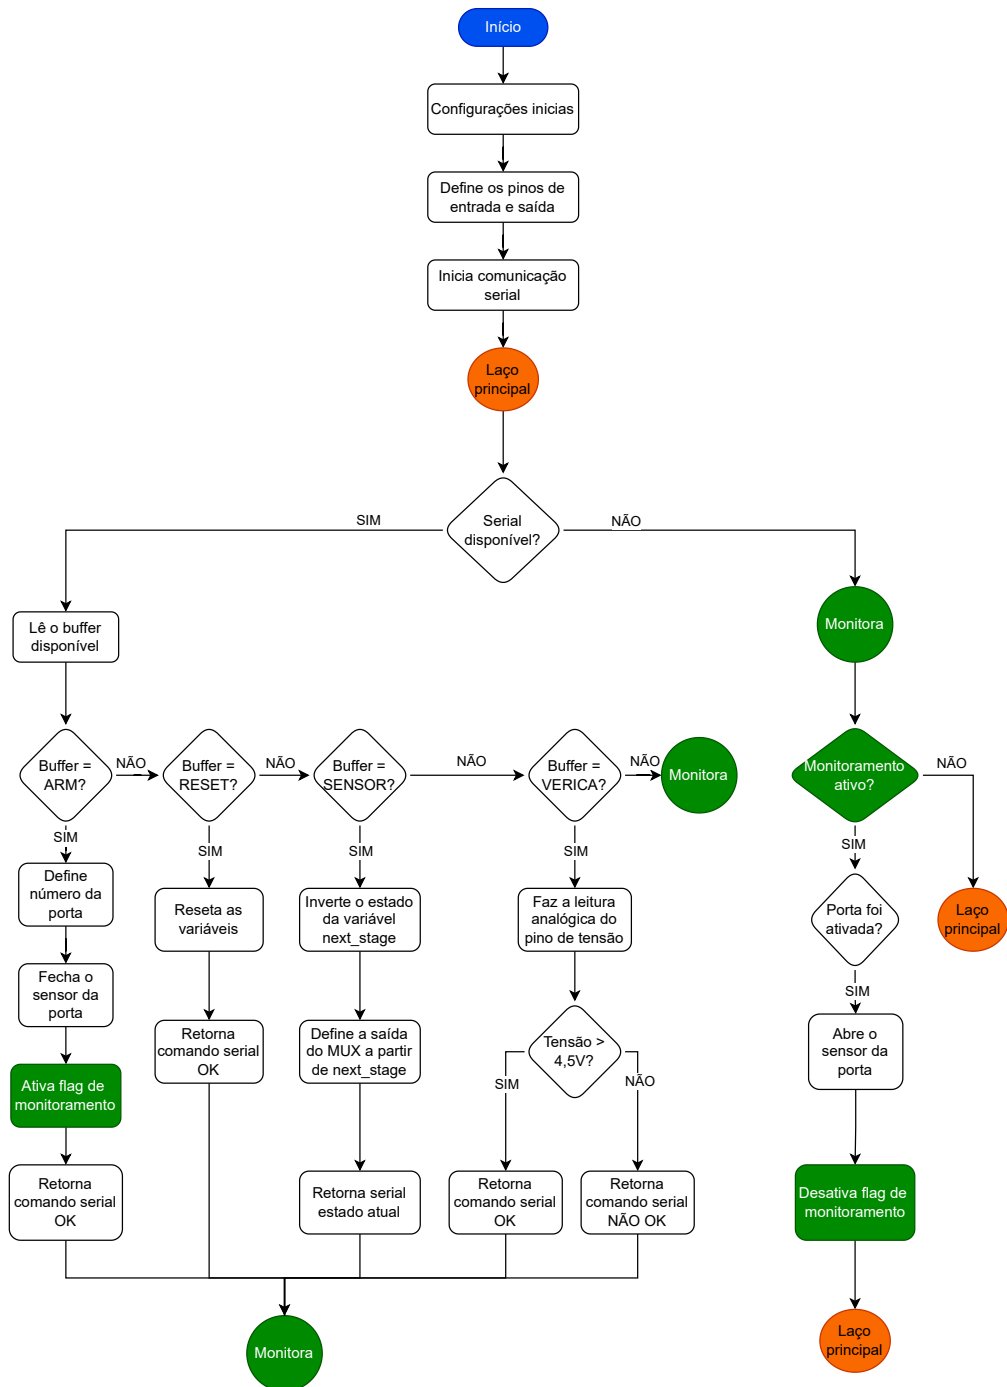 Início
Configurações inicias
Define os pinos de
entrada e saída
Inicia comunicação
serial
Laço
principal
Serial
disponível?
SIM
NÃO
Lê o buffer
disponível
Monitora
Buffer =
ARM?
NÃO
Buffer =
RESET?
NÃO
Buffer =
SENSOR?
NÃO
Buffer =
VERICA?
NÃO
Monitora
Monitoramento
ativo?
NÃO
SIM
SIM
SIM
SIM
SIM
Define
número da
porta
Reseta as
variáveis
Inverte o estado
da variável
next_stage
Faz a leitura
analógica do
pino de tensão
Porta foi
ativada?
Laço
principal
Fecha o
sensor da
porta
SIM
Retorna
comando serial
OK
Define a saída
do MUX a partir
de next_stage
Tensão >
4,5V?
SIM
NÃO
Abre o
sensor da
porta
Ativa flag de
monitoramento
Retorna
comando serial
OK
Retorna serial
estado atual
Retorna
comando serial
OK
Retorna
comando serial
NÃO OK
Desativa flag de
monitoramento
Monitora
Laço
principal